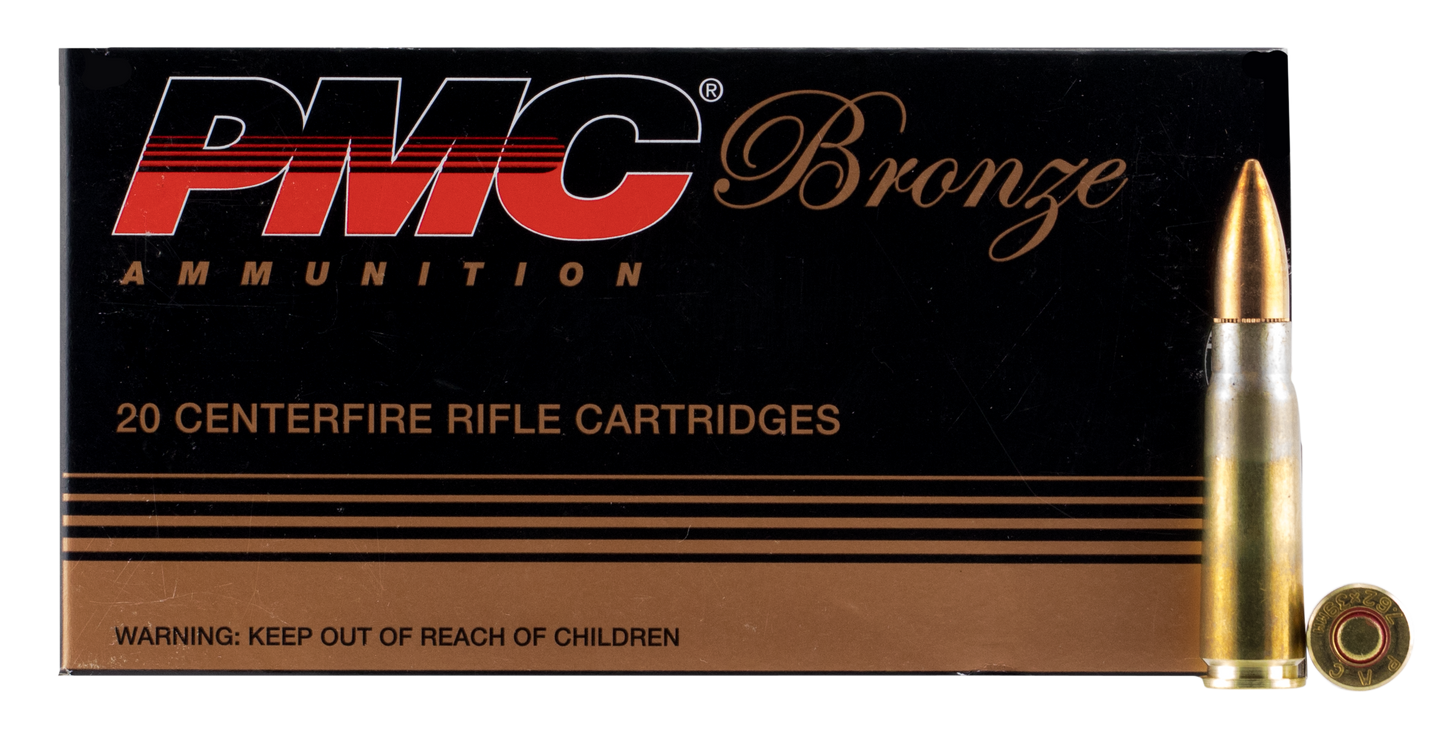 PMC® Bronze
AMMUNITION
20 CENTERFIRE RIFLE CARTRIDGES
WARNING: KEEP OUT OF REACH OF CHILDREN
P A C